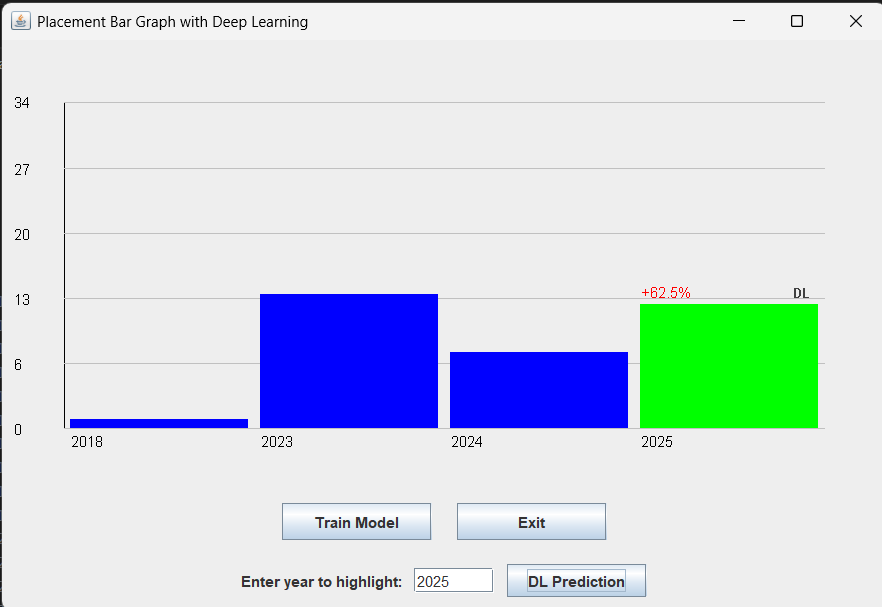 Placement Bar Graph with Deep Learning
34
27
20
13
6
0
+62.5% DL
2018 2023 2024 2025
Train Model Exit
Enter year to highlight: 2025 DL Prediction